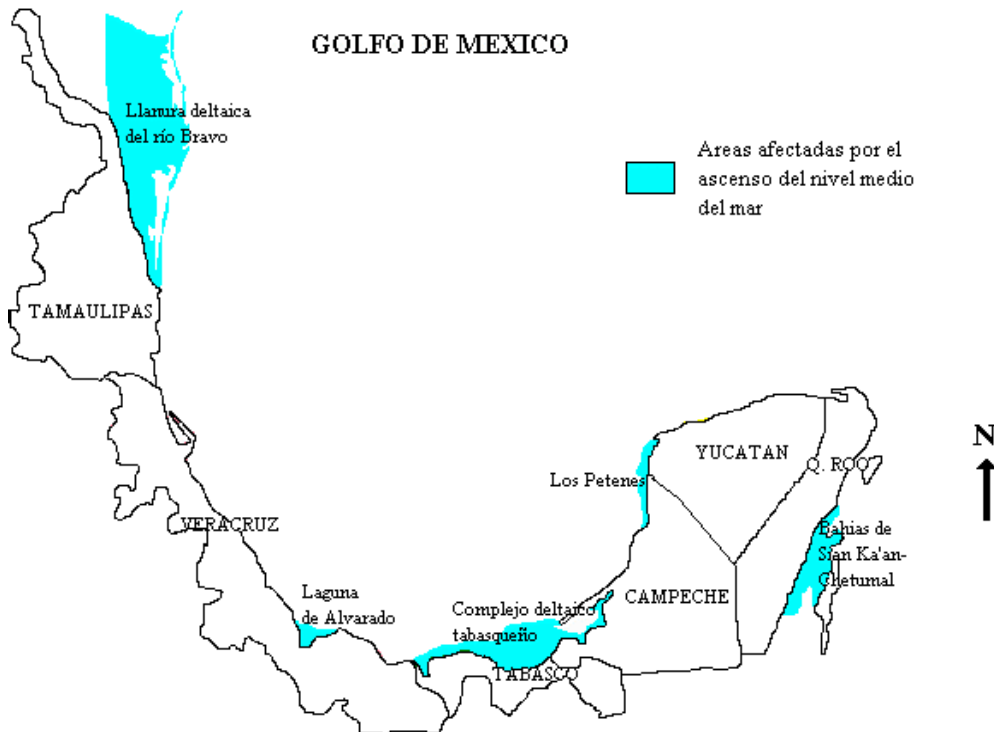 GOLFO DE MEXICO
Llanura deltaica
del río Bravo
Areas afectadas por el
ascenso del nivel medio
del mar
TAMAULIPAS
N
YUCATAN
Q. ROO
Los Petenes
VERACRUZ
Bahias de
Sian Ka'an-
Chetumal
Laguna
de Alvarado
Complejo deltaico
tabasqueño
CAMPECHE
TABASCO